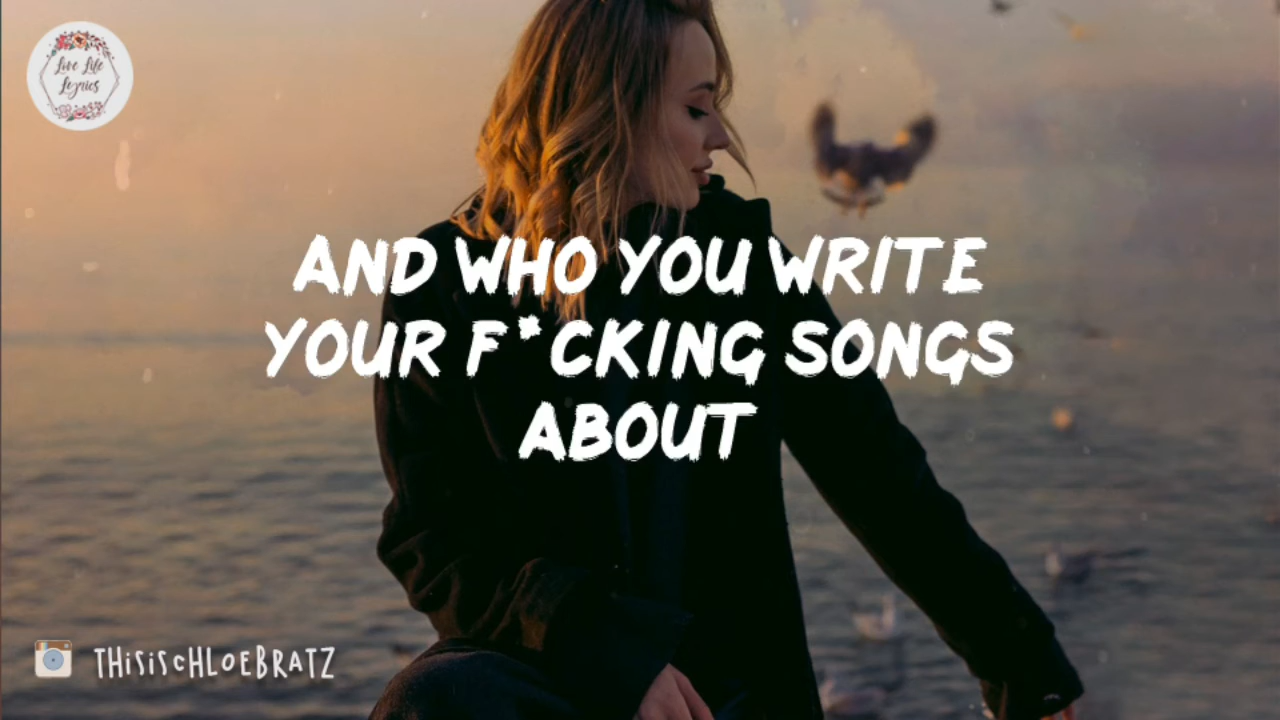 Live Life
Lyrics
AND WHO YOU WRITE
YOUR F*CKING SONGS
ABOUT
THiSiSCHLOEBRATZ